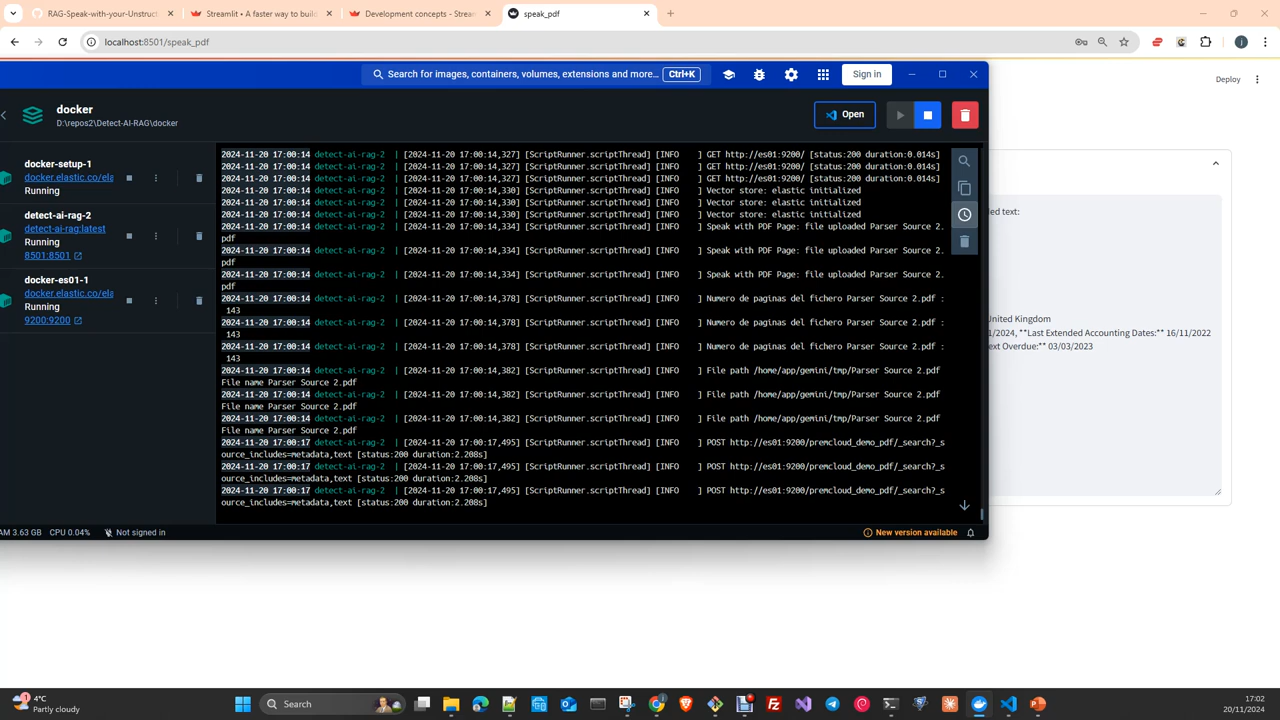 RAG-Speak-with-your-Unstruct
Streamlit • A faster way to build
Development concepts - Stream
speak_pdf
localhost:8501/speak_pdf
Search for images, containers, volumes, extensions and more...
Ctrl+K
Sign in
Deploy
docker
D:\repos2\Detect-AI-RAG\docker
Open
docker-setup-1
docker.elastic.co/ela
Running
detect-ai-rag-2
detect-ai-rag:latest
Running
8501:8501
docker-es01-1
docker.elastic.co/ela
Running
9200:9200
2024-11-20 17:00:14 detect-ai-rag-2 | [2024-11-20 17:00:14,327] [ScriptRunner.scriptThread] [INFO ] GET http://es01:9200/ [status:200 duration:0.014s]
2024-11-20 17:00:14 detect-ai-rag-2 | [2024-11-20 17:00:14,327] [ScriptRunner.scriptThread] [INFO ] GET http://es01:9200/ [status:200 duration:0.014s]
2024-11-20 17:00:14 detect-ai-rag-2 | [2024-11-20 17:00:14,327] [ScriptRunner.scriptThread] [INFO ] GET http://es01:9200/ [status:200 duration:0.014s]
2024-11-20 17:00:14 detect-ai-rag-2 | [2024-11-20 17:00:14,330] [ScriptRunner.scriptThread] [INFO ] Vector store: elastic initialized
2024-11-20 17:00:14 detect-ai-rag-2 | [2024-11-20 17:00:14,330] [ScriptRunner.scriptThread] [INFO ] Vector store: elastic initialized
2024-11-20 17:00:14 detect-ai-rag-2 | [2024-11-20 17:00:14,330] [ScriptRunner.scriptThread] [INFO ] Vector store: elastic initialized
2024-11-20 17:00:14 detect-ai-rag-2 | [2024-11-20 17:00:14,334] [ScriptRunner.scriptThread] [INFO ] Speak with PDF Page: file uploaded Parser Source 2.
pdf
2024-11-20 17:00:14 detect-ai-rag-2 | [2024-11-20 17:00:14,334] [ScriptRunner.scriptThread] [INFO ] Speak with PDF Page: file uploaded Parser Source 2.
pdf
2024-11-20 17:00:14 detect-ai-rag-2 | [2024-11-20 17:00:14,334] [ScriptRunner.scriptThread] [INFO ] Speak with PDF Page: file uploaded Parser Source 2.
pdf
2024-11-20 17:00:14 detect-ai-rag-2 | [2024-11-20 17:00:14,378] [ScriptRunner.scriptThread] [INFO ] Numero de paginas del fichero Parser Source 2.pdf :
143
2024-11-20 17:00:14 detect-ai-rag-2 | [2024-11-20 17:00:14,378] [ScriptRunner.scriptThread] [INFO ] Numero de paginas del fichero Parser Source 2.pdf :
143
2024-11-20 17:00:14 detect-ai-rag-2 | [2024-11-20 17:00:14,378] [ScriptRunner.scriptThread] [INFO ] Numero de paginas del fichero Parser Source 2.pdf :
143
2024-11-20 17:00:14 detect-ai-rag-2 | [2024-11-20 17:00:14,382] [ScriptRunner.scriptThread] [INFO ] File path /home/app/gemini/tmp/Parser Source 2.pdf
File name Parser Source 2.pdf
2024-11-20 17:00:14 detect-ai-rag-2 | [2024-11-20 17:00:14,382] [ScriptRunner.scriptThread] [INFO ] File path /home/app/gemini/tmp/Parser Source 2.pdf
File name Parser Source 2.pdf
2024-11-20 17:00:14 detect-ai-rag-2 | [2024-11-20 17:00:14,382] [ScriptRunner.scriptThread] [INFO ] File path /home/app/gemini/tmp/Parser Source 2.pdf
File name Parser Source 2.pdf
2024-11-20 17:00:17 detect-ai-rag-2 | [2024-11-20 17:00:17,495] [ScriptRunner.scriptThread] [INFO ] POST http://es01:9200/premcloud_demo_pdf/_search?_s
ource_includes=metadata,text [status:200 duration:2.208s]
2024-11-20 17:00:17 detect-ai-rag-2 | [2024-11-20 17:00:17,495] [ScriptRunner.scriptThread] [INFO ] POST http://es01:9200/premcloud_demo_pdf/_search?_s
ource_includes=metadata,text [status:200 duration:2.208s]
2024-11-20 17:00:17 detect-ai-rag-2 | [2024-11-20 17:00:17,495] [ScriptRunner.scriptThread] [INFO ] POST http://es01:9200/premcloud_demo_pdf/_search?_s
ource_includes=metadata,text [status:200 duration:2.208s]
ded text:
United Kingdom
1/2024, **Last Extended Accounting Dates:** 16/11/2022
ext Overdue:** 03/03/2023
AM 3.63 GB CPU 0.04%
Not signed in
New version available
1
4°C
Partly cloudy
Search
17:02
20/11/2024